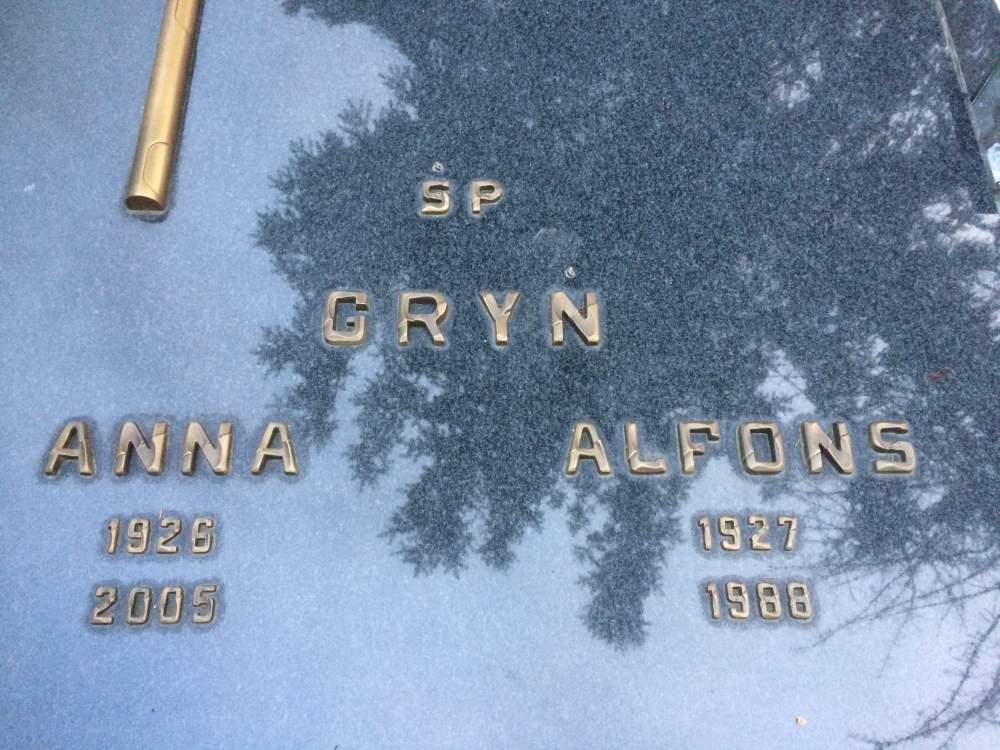 SP
GRYN
ANNA ALFONS
1926 1927
2005 1988